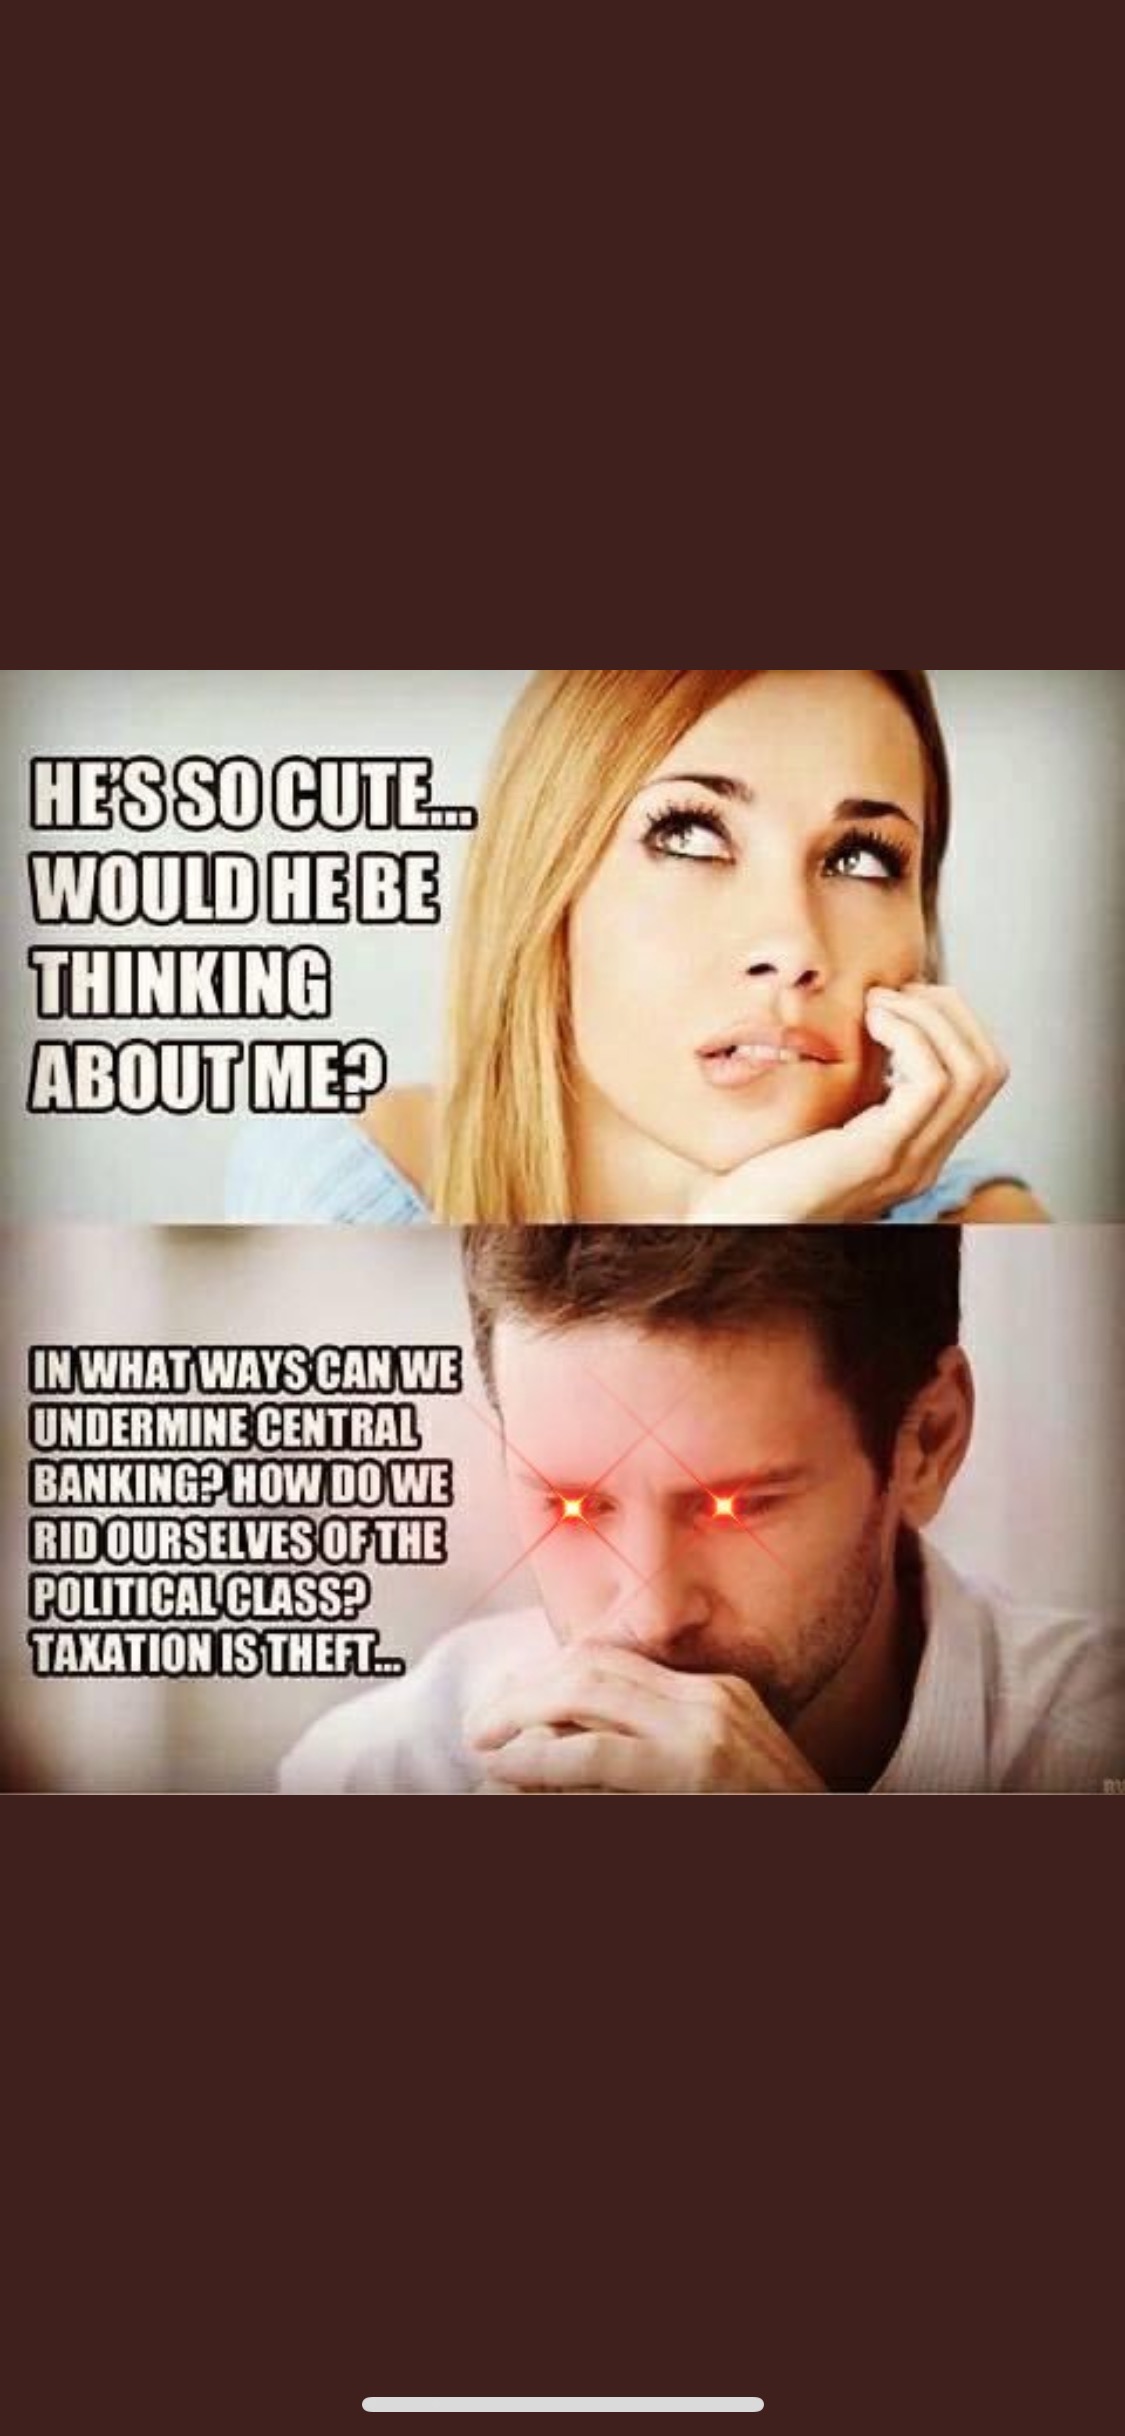 HE'S SO CUTE...
WOULD HE BE
THINKING
ABOUT ME?
IN WHAT WAYS CAN WE
UNDERMINE CENTRAL
BANKING? HOW DO WE
RID OURSELVES OF THE
POLITICAL CLASS?
TAXATION IS THEFT...